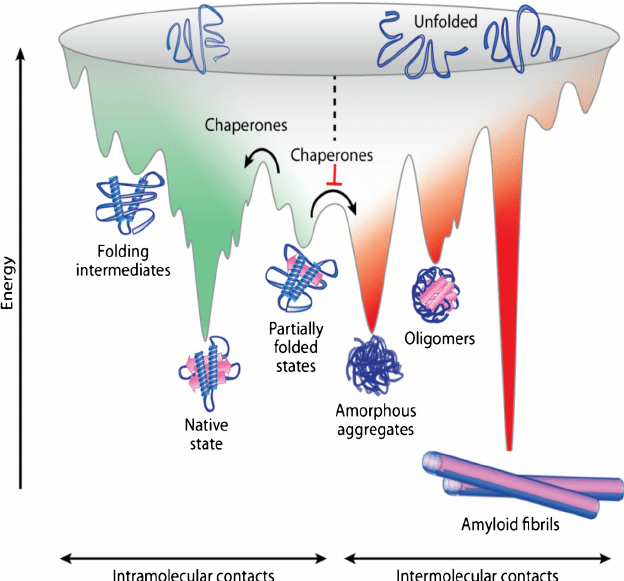 Unfolded
Chaperones
Chaperones
Folding
intermediates
Partially
folded
states
Oligomers
Native
state
Amorphous
aggregates
Amyloid fibrils
Energy
Intramolecular contacts
Intermolecular contacts